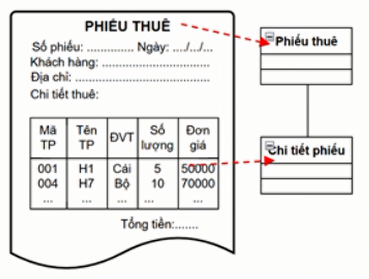 PHIẾU THUÊ
Số phiếu: .............. Ngày: ..../.../...
Khách hàng: ................................
Địa chỉ: ........................................
Chi tiết thuê:
Mã TP Tên TP ĐVT Số lượng Đơn giá
001 H1 Cái 5 50000
004 H7 Bộ 10 70000
... ... ... ...
Tổng tiền:.......
Phiếu thuê
Chi tiết phiếu